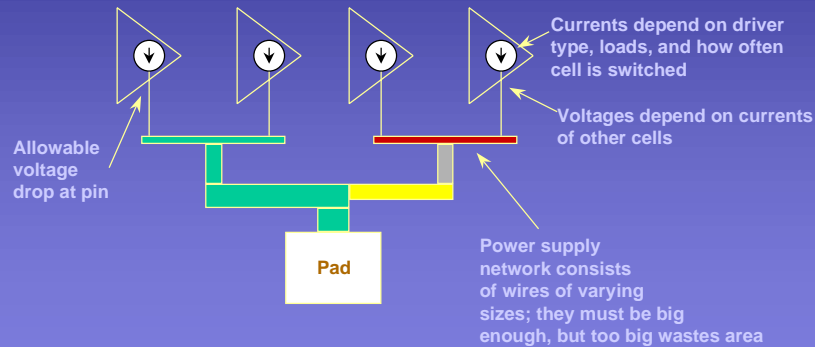 Currents depend on driver
type, loads, and how often
cell is switched
Voltages depend on currents
of other cells
Allowable
voltage
drop at pin
Pad
Power supply
network consists
of wires of varying
sizes; they must be big
enough, but too big wastes area